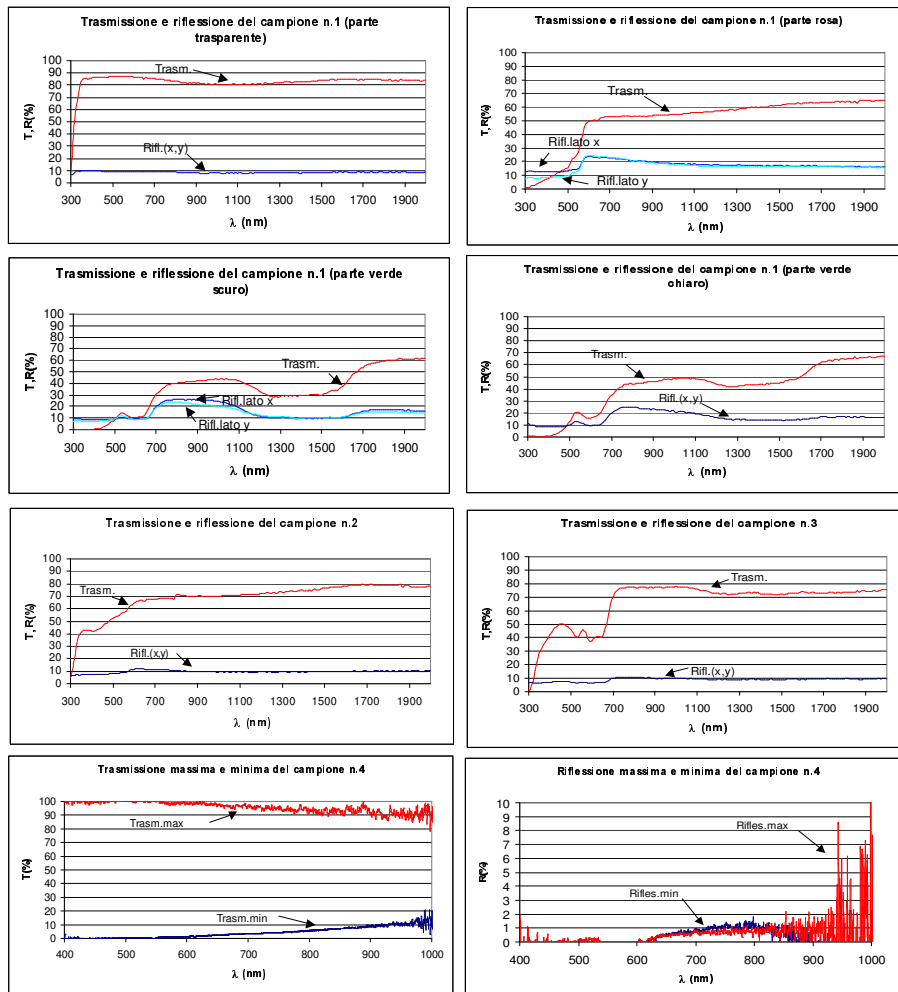 Trasmissione e riflessione del campione n.1 (parte
trasparente)
T,R(%)
100
90
80
70
60
50
40
30
20
10
0
Trasm.
Rifl.(x,y)
300 500 700 900 1100 1300 1500 1700 1900
λ (nm)
Trasmissione e riflessione del campione n.1 (parte rosa)
T,R(%)
100
90
80
70
60
50
40
30
20
10
0
Trasm.
Rifl.lato x
Rifl.lato y
300 500 700 900 1100 1300 1500 1700 1900
λ (nm)
Trasmissione e riflessione del campione n.1 (parte verde
scuro)
T,R(%)
100
90
80
70
60
50
40
30
20
10
0
Trasm.
Rifl.lato x
Rifl.lato y
300 500 700 900 1100 1300 1500 1700 1900
λ (nm)
Trasmissione e riflessione del campione n.1 (parte verde
chiaro)
T,R(%)
100
90
80
70
60
50
40
30
20
10
0
Trasm.
Rifl.(x,y)
300 500 700 900 1100 1300 1500 1700 1900
λ (nm)
Trasmissione e riflessione del campione n.2
T,R(%)
100
90
80
70
60
50
40
30
20
10
0
Trasm.
Rifl.(x,y)
300 500 700 900 1100 1300 1500 1700 1900
λ (nm)
Trasmissione e riflessione del campione n.3
T,R(%)
100
90
80
70
60
50
40
30
20
10
0
Trasm.
Rifl.(x,y)
300 500 700 900 1100 1300 1500 1700 1900
λ (nm)
Trasmissione massima e minima del campione n.4
T(%)
100
90
80
70
60
50
40
30
20
10
0
Trasm.max
Trasm.min
400 500 600 700 800 900 1000
λ (nm)
Riflessione massima e minima del campione n.4
R(%)
10
9
8
7
6
5
4
3
2
1
0
Rifles.max
Rifles.min
400 500 600 700 800 900 1000
λ (nm)